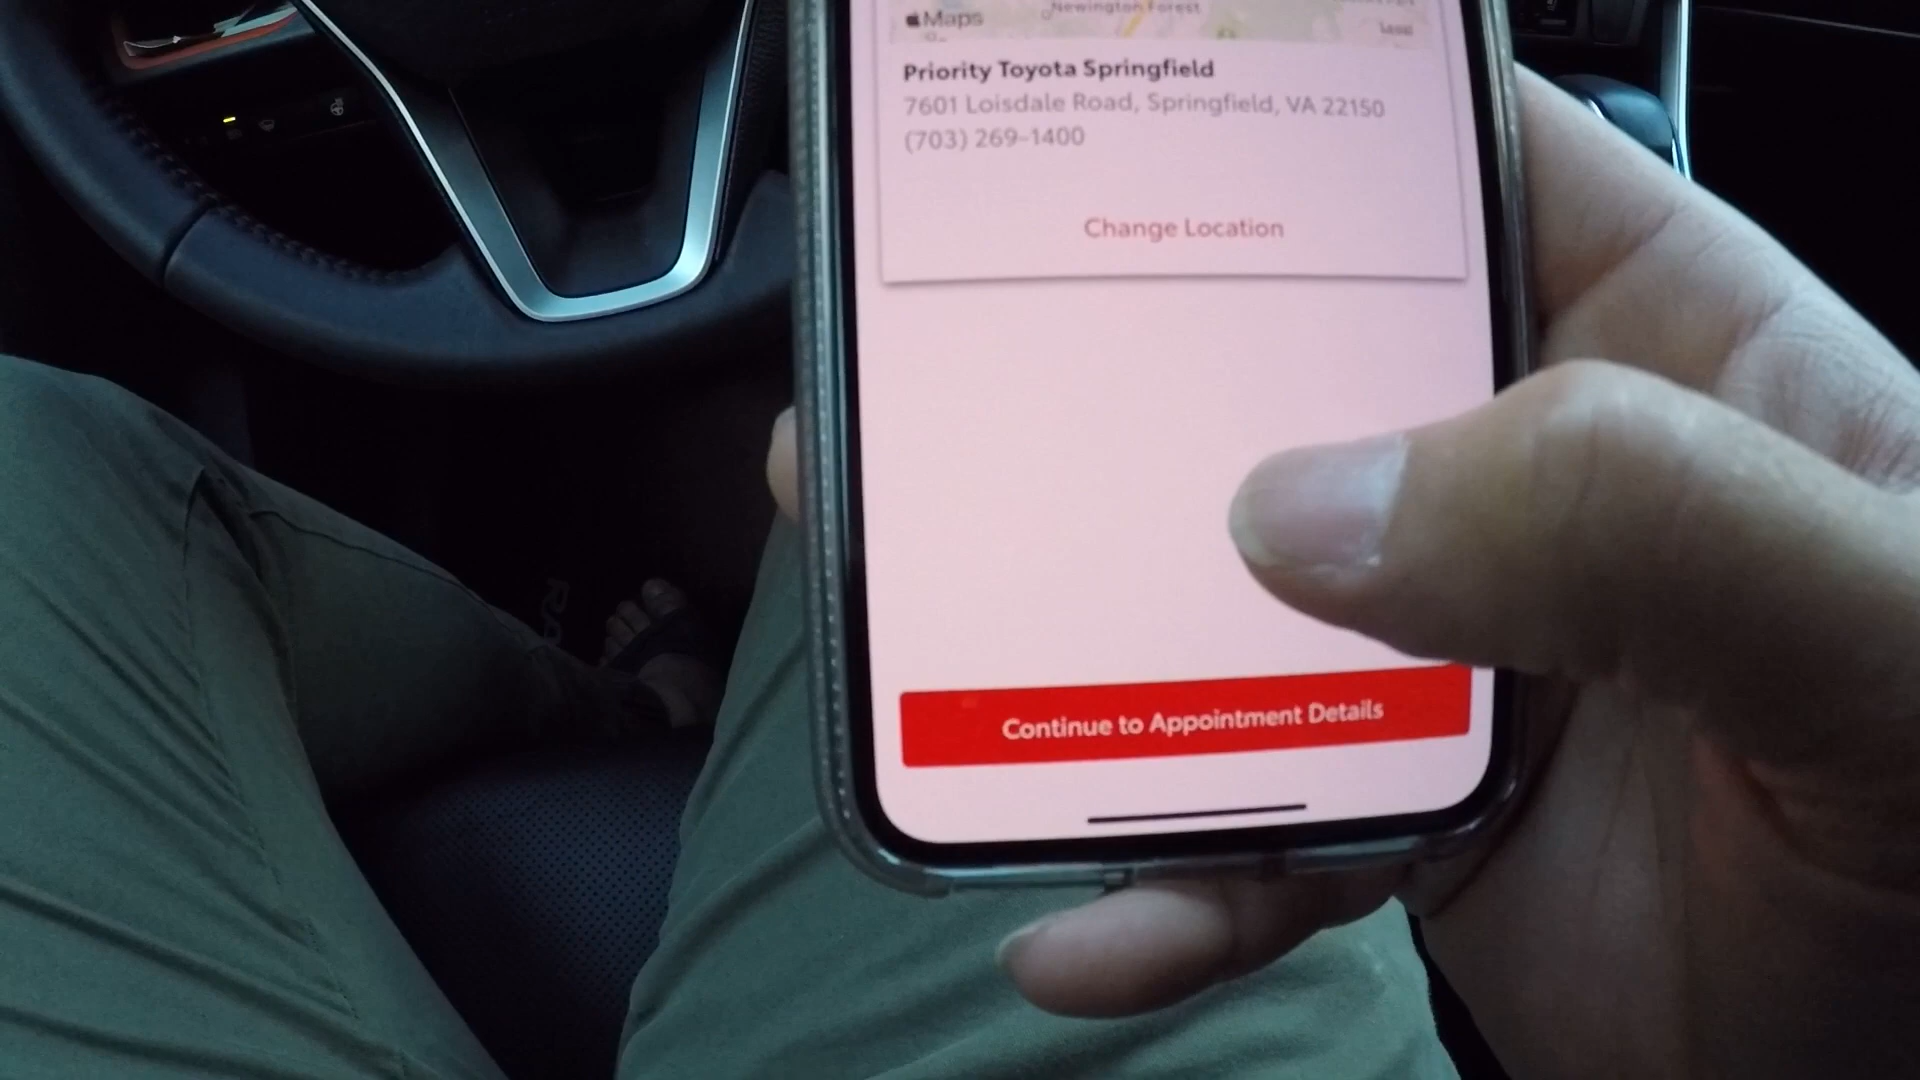 Maps
Newington Forest
Legal
Priority Toyota Springfield
7601 Loisdale Road, Springfield, VA 22150
(703) 269-1400
Change Location
Continue to Appointment Details